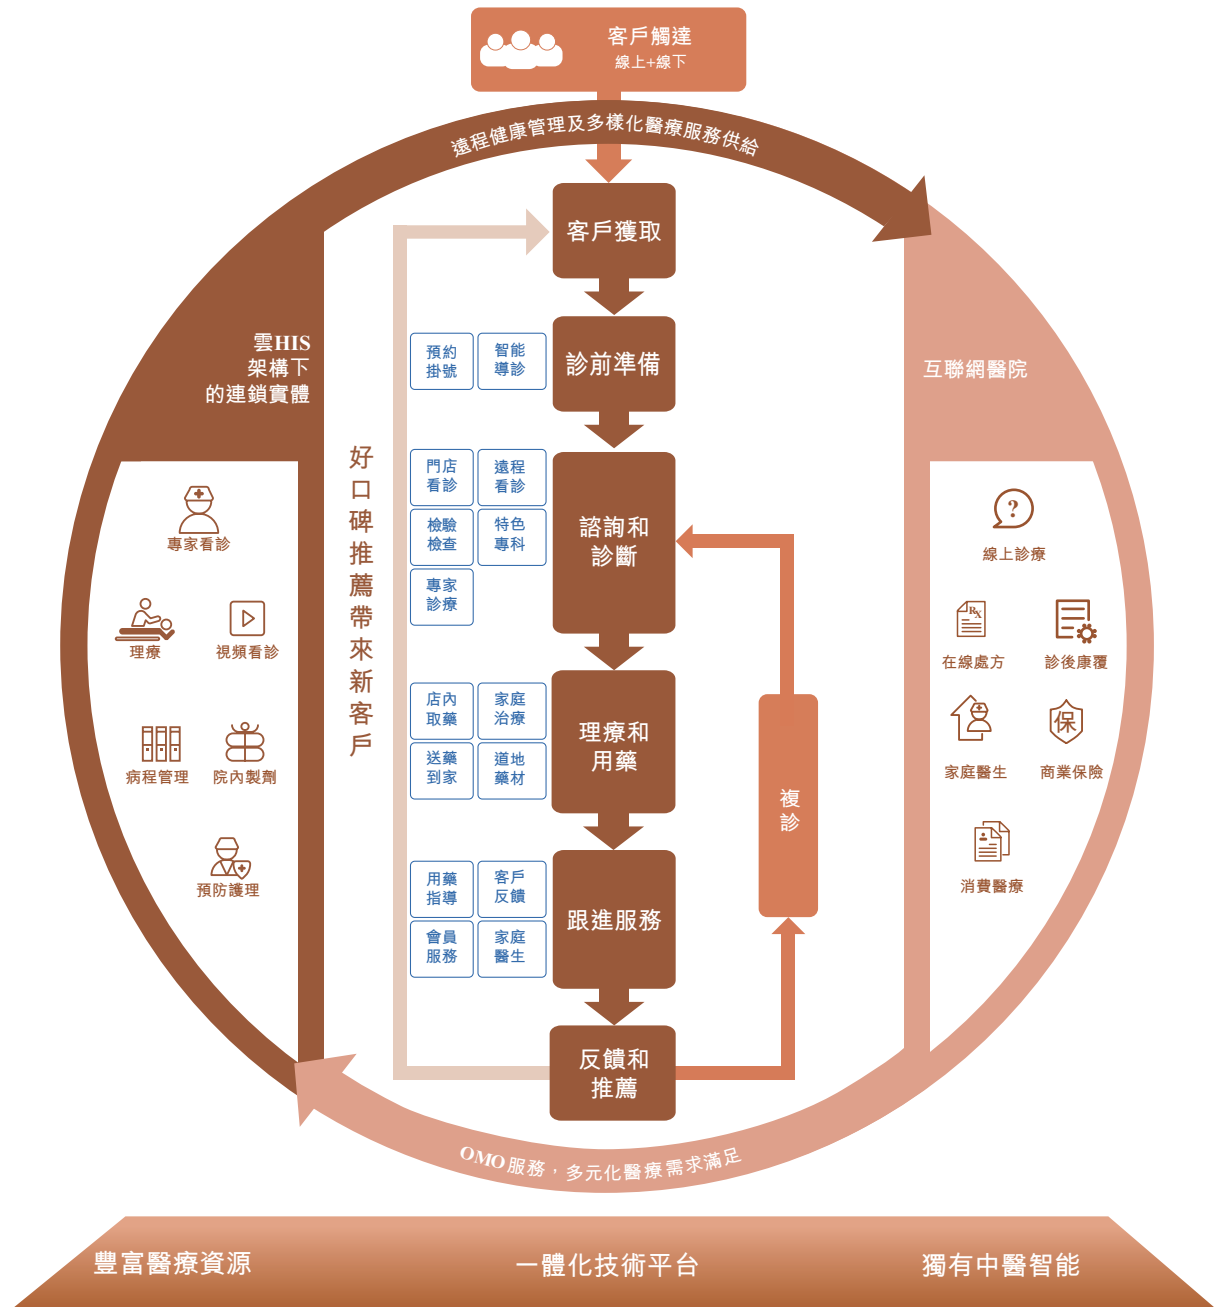 客戶觸達
線上+線下
遠程健康管理及多樣化醫療服務供給
客戶獲取
雲HIS
架構下
的連鎖實體
預約
掛號
智能
導診
診前準備
互聯網醫院
好口碑推薦帶來新客戶
門店
看診
遠程
看診
檢驗
檢查
特色
專科
專家
診療
諮詢和
診斷
專家看診
理療
視頻看診
病程管理
院內製劑
預防護理
?
線上診療
Rx
在線處方
診後康覆
家庭醫生
保
商業保險
消費醫療
店內
取藥
家庭
治療
送藥
到家
道地
藥材
理療和
用藥
複診
用藥
指導
客戶
反饋
會員
服務
家庭
醫生
跟進服務
反饋和
推薦
OMO服務，多元化醫療需求滿足
豐富醫療資源
一體化技術平台
獨有中醫智能